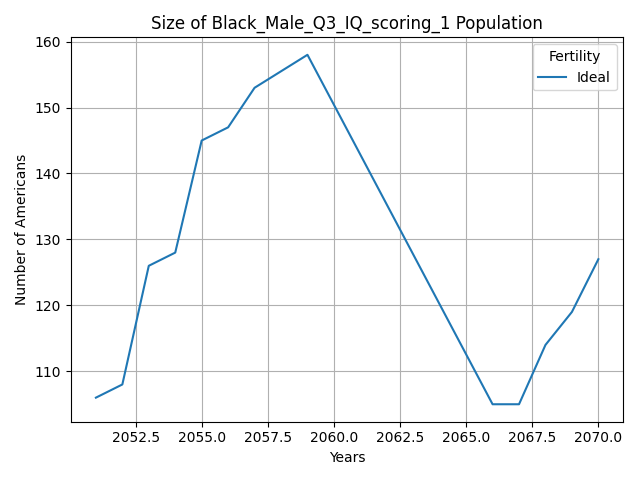 Size of Black_Male_Q3_IQ_scoring_1 Population
Fertility
Ideal
Number of Americans
160
150
140
130
120
110
2052.5 2055.0 2057.5 2060.0 2062.5 2065.0 2067.5 2070.0
Years